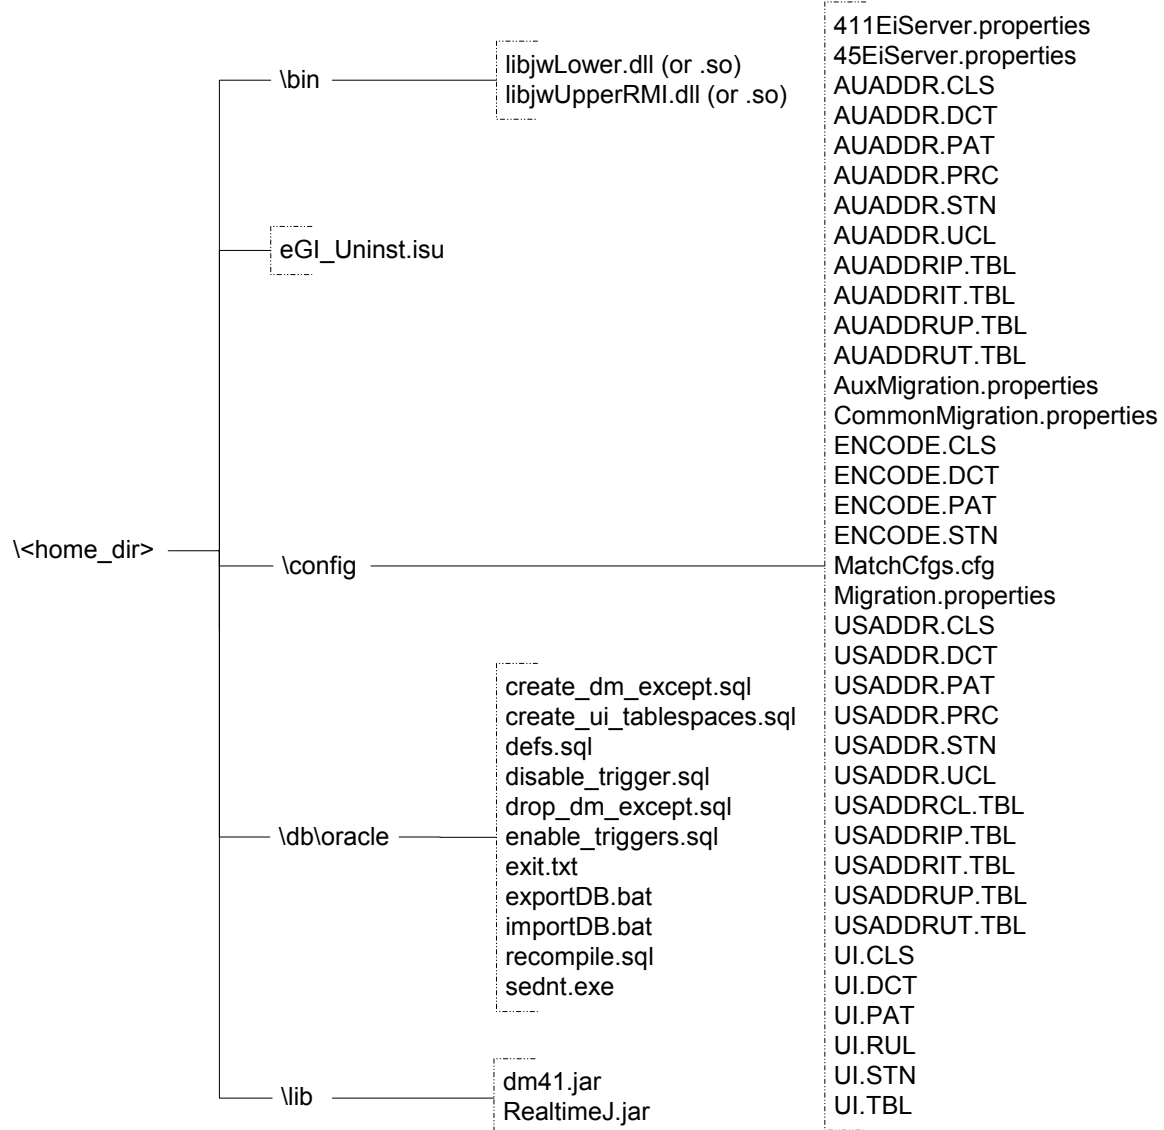 \<home_dir>
\bin
libjwLower.dll (or .so)
libjwUpperRMI.dll (or .so)
eGI_Uninst.isu
\config
411EiServer.properties
45EiServer.properties
AUADDR.CLS
AUADDR.DCT
AUADDR.PAT
AUADDR.PRC
AUADDR.STN
AUADDR.UCL
AUADDRIP.TBL
AUADDRIT.TBL
AUADDRUP.TBL
AUADDRUT.TBL
AuxMigration.properties
CommonMigration.properties
ENCODE.CLS
ENCODE.DCT
ENCODE.PAT
ENCODE.STN
MatchCfgs.cfg
Migration.properties
USADDR.CLS
USADDR.DCT
USADDR.PAT
USADDR.PRC
USADDR.STN
USADDR.UCL
USADDRCL.TBL
USADDRIP.TBL
USADDRIT.TBL
USADDRUP.TBL
USADDRUT.TBL
UI.CLS
UI.DCT
UI.PAT
UI.RUL
UI.STN
UI.TBL
\db\oracle
create_dm_except.sql
create_ui_tablespaces.sql
defs.sql
disable_trigger.sql
drop_dm_except.sql
enable_triggers.sql
exit.txt
exportDB.bat
importDB.bat
recompile.sql
sednt.exe
\lib
dm41.jar
RealtimeJ.jar